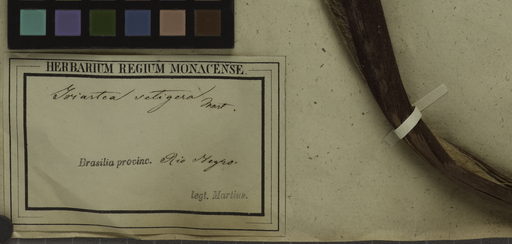 HERBARIUM REGIUM MONACENSE.
Iriartea setigera Mart.
Brasilia provinc. Rio Negro.
legt. Martius.